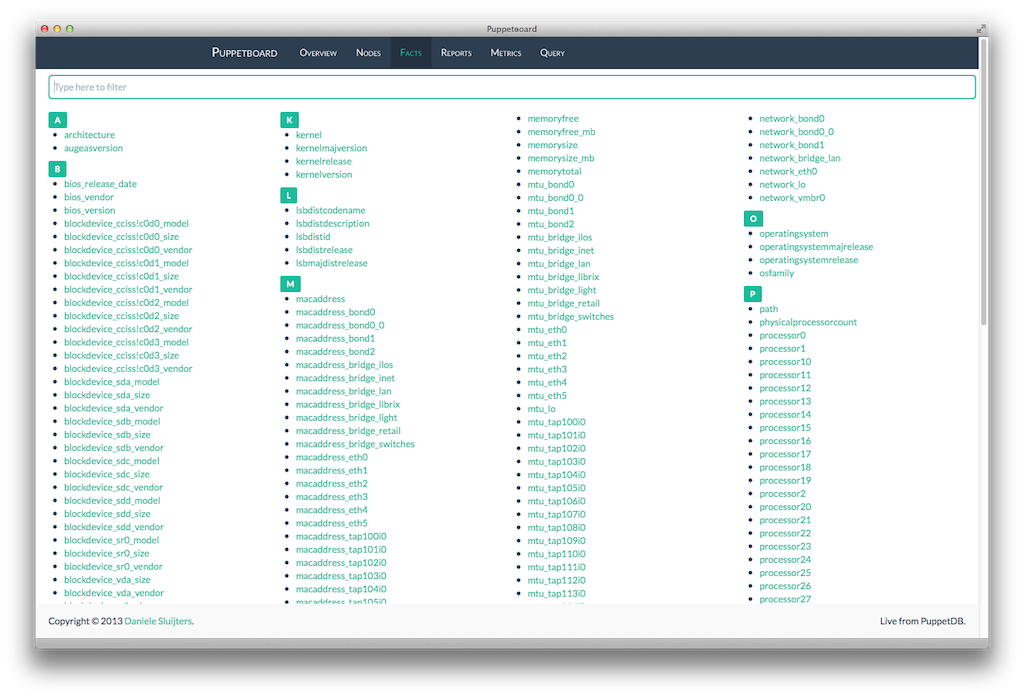 Puppetboard
Puppetboard Overview Nodes Facts Reports Metrics Query
Type here to filter
A
architecture
augeasversion
B
bios_release_date
bios_vendor
bios_version
blockdevice_cciss!c0d0_model
blockdevice_cciss!c0d0_size
blockdevice_cciss!c0d0_vendor
blockdevice_cciss!c0d1_model
blockdevice_cciss!c0d1_size
blockdevice_cciss!c0d1_vendor
blockdevice_cciss!c0d2_model
blockdevice_cciss!c0d2_size
blockdevice_cciss!c0d2_vendor
blockdevice_cciss!c0d3_model
blockdevice_cciss!c0d3_size
blockdevice_cciss!c0d3_vendor
blockdevice_sda_model
blockdevice_sda_size
blockdevice_sda_vendor
blockdevice_sdb_model
blockdevice_sdb_size
blockdevice_sdb_vendor
blockdevice_sdc_model
blockdevice_sdc_size
blockdevice_sdc_vendor
blockdevice_sdd_model
blockdevice_sdd_size
blockdevice_sdd_vendor
blockdevice_sr0_model
blockdevice_sr0_size
blockdevice_sr0_vendor
blockdevice_vda_size
blockdevice_vda_vendor
K
kernel
kernelmajversion
kernelrelease
kernelversion
L
lsbdistcodename
lsbdistdescription
lsbdistid
lsbdistrelease
lsbmajdistrelease
M
macaddress
macaddress_bond0
macaddress_bond0_0
macaddress_bond1
macaddress_bond2
macaddress_bridge_ilos
macaddress_bridge_inet
macaddress_bridge_lan
macaddress_bridge_librix
macaddress_bridge_light
macaddress_bridge_retail
macaddress_bridge_switches
macaddress_eth0
macaddress_eth1
macaddress_eth2
macaddress_eth3
macaddress_eth4
macaddress_eth5
macaddress_tap100i0
macaddress_tap101i0
macaddress_tap102i0
macaddress_tap103i0
macaddress_tap104i0
macaddress_tap105i0
memoryfree
memoryfree_mb
memorysize
memorysize_mb
memorytotal
mtu_bond0
mtu_bond0_0
mtu_bond1
mtu_bond2
mtu_bridge_ilos
mtu_bridge_inet
mtu_bridge_lan
mtu_bridge_librix
mtu_bridge_light
mtu_bridge_retail
mtu_bridge_switches
mtu_eth0
mtu_eth1
mtu_eth2
mtu_eth3
mtu_eth4
mtu_eth5
mtu_lo
mtu_tap100i0
mtu_tap101i0
mtu_tap102i0
mtu_tap103i0
mtu_tap104i0
mtu_tap105i0
mtu_tap106i0
mtu_tap107i0
mtu_tap108i0
mtu_tap109i0
mtu_tap110i0
mtu_tap111i0
mtu_tap112i0
mtu_tap113i0
network_bond0
network_bond0_0
network_bond1
network_bridge_lan
network_eth0
network_lo
network_vmbr0
O
operatingsystem
operatingsystemmajrelease
operatingsystemrelease
osfamily
P
path
physicalprocessorcount
processor0
processor1
processor10
processor11
processor12
processor13
processor14
processor15
processor16
processor17
processor18
processor19
processor2
processor20
processor21
processor22
processor23
processor24
processor25
processor26
processor27
Copyright © 2013 Daniele Sluijters.
Live from PuppetDB.